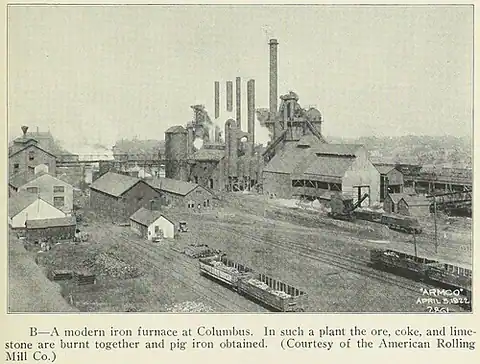 "ARMCO"
APRIL 5, 1922
7861
B—A modern iron furnace at Columbus. In such a plant the ore, coke, and lime-
stone are burnt together and pig iron obtained. (Courtesy of the American Rolling
Mill Co.)